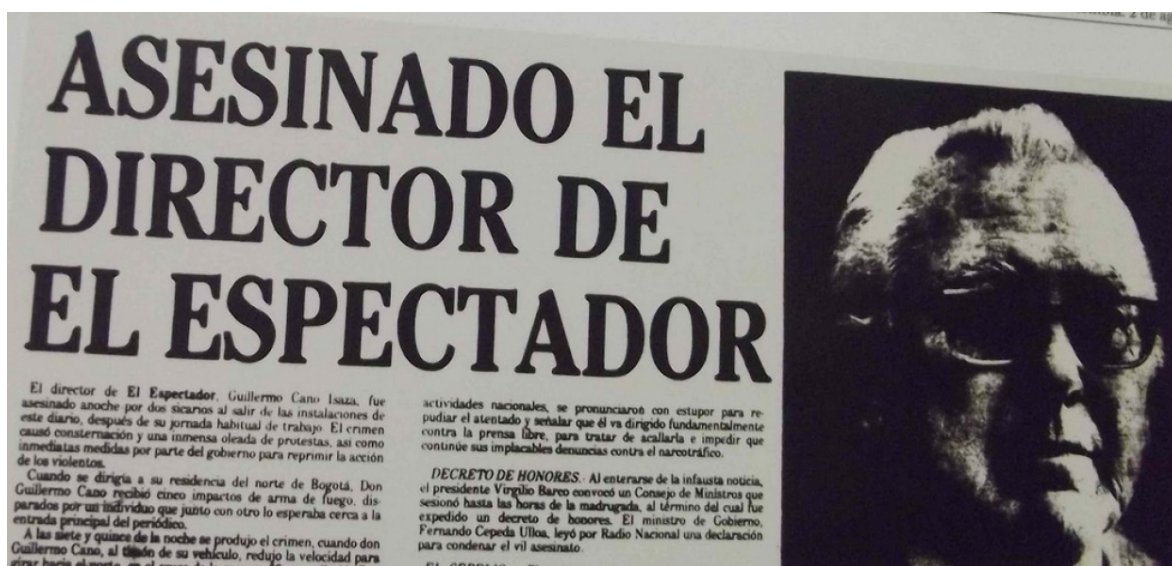 2 de ag
ASESINADO EL
DIRECTOR DE
EL ESPECTADOR
El director de El Espectador, Guillermo Cano Isaza, fue
asesinado anoche por dos sicarios al salir de las instalaciones de
este diario, después de su jornada habitual de trabajo. El crimen
causó consternación y una inmensa oleada de protestas, así como
inmediatas medidas por parte del gobierno para reprimir la acción
de los violentos.
Cuando se dirigía a su residencia del norte de Bogotá, Don
Guillermo Cano recibió cinco impactos de arma de fuego, dis-
parados por un individuo que junto con otro lo esperaba cerca a la
entrada principal del periódico.
A las siete y quince de la noche se produjo el crimen, cuando don
Guillermo Cano, al de su vehículo, redujo la velocidad para
girar hacia el norte, en el
actividades nacionales, se pronunciaron con estupor para re-
pudiar el atentado y señalar que él va dirigido fundamentalmente
contra la prensa libre, para tratar de acallarla e impedir que
continúe sus implacables denuncias contra el narcotráfico.
DECRETO DE HONORES. Al enterarse de la infausta noticia,
el presidente Virgilio Barco convocó un Consejo de Ministros que
sesionó hasta las horas de la madrugada, al término del cual fue
expedido un decreto de honores. El ministro de Gobierno,
Fernando Cepeda Ulloa, leyó por Radio Nacional una declaración
para condenar el vil asesinato.